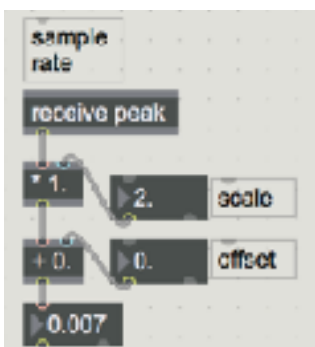 sample
rate
receive peak
* 1.
2.
scale
+ 0.
0.
offset
0.007